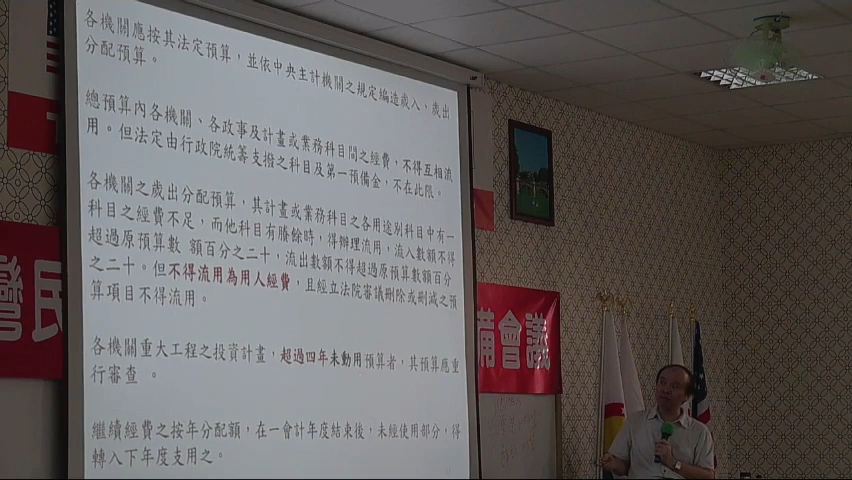 各機關應按其法定預算，並依中央主計機關之規定編造歲入、歲出
分配預算。
總預算內各機關、各政事及計畫或業務科目間之經費，不得互相流
用。但法定由行政院統籌支撥之科目及第一預備金，不在此限。
各機關之歲出分配預算，其計畫或業務科目之各用途別科目中有一
科目之經費不足，而他科目有賸餘時，得辦理流用，流入數額不得
超過原預算數 額百分之二十，流出數額不得超過原預算數額百分
之二十。但不得流用為用人經費，且經立法院審議刪除或刪減之預
算項目不得流用。
各機關重大工程之投資計畫，超過四年未動用預算者，其預算應重
行審查 。
繼續經費之按年分配額，在一會計年度結束後，未經使用部分，得
轉入下年度支用之。
灣民
備會議